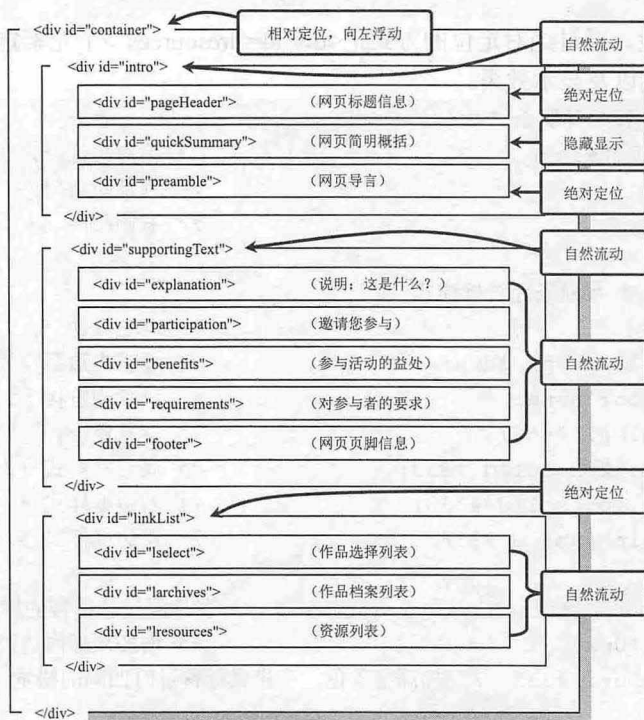 <div id="container">
相对定位，向左浮动
自然流动
<div id="intro">
<div id="pageHeader"> （网页标题信息） 绝对定位
<div id="quickSummary"> （网页简明概括） 隐藏显示
<div id="preamble"> （网页导言） 绝对定位
</div>
<div id="supportingText"> 自然流动
<div id="explanation"> （说明：这是什么？）
<div id="participation"> （邀请您参与）
<div id="benefits"> （参与活动的益处） 自然流动
<div id="requirements"> （对参与者的要求）
<div id="footer"> （网页页脚信息）
</div>
绝对定位
<div id="linkList">
<div id="lselect"> （作品选择列表）
<div id="larchives"> （作品档案列表） 自然流动
<div id="lresources"> （资源列表）
</div>
</div>